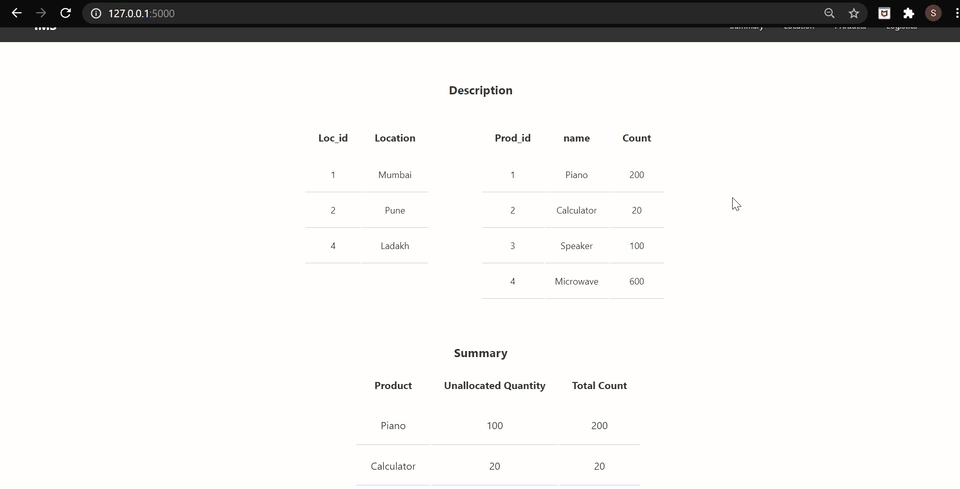 127.0.0.1:5000
S
IMS
Summary Location Products Logistics
Description
Loc_id Location Prod_id name Count
1 Mumbai 1 Piano 200
2 Pune 2 Calculator 20
4 Ladakh 3 Speaker 100
4 Microwave 600
Summary
Product Unallocated Quantity Total Count
Piano 100 200
Calculator 20 20